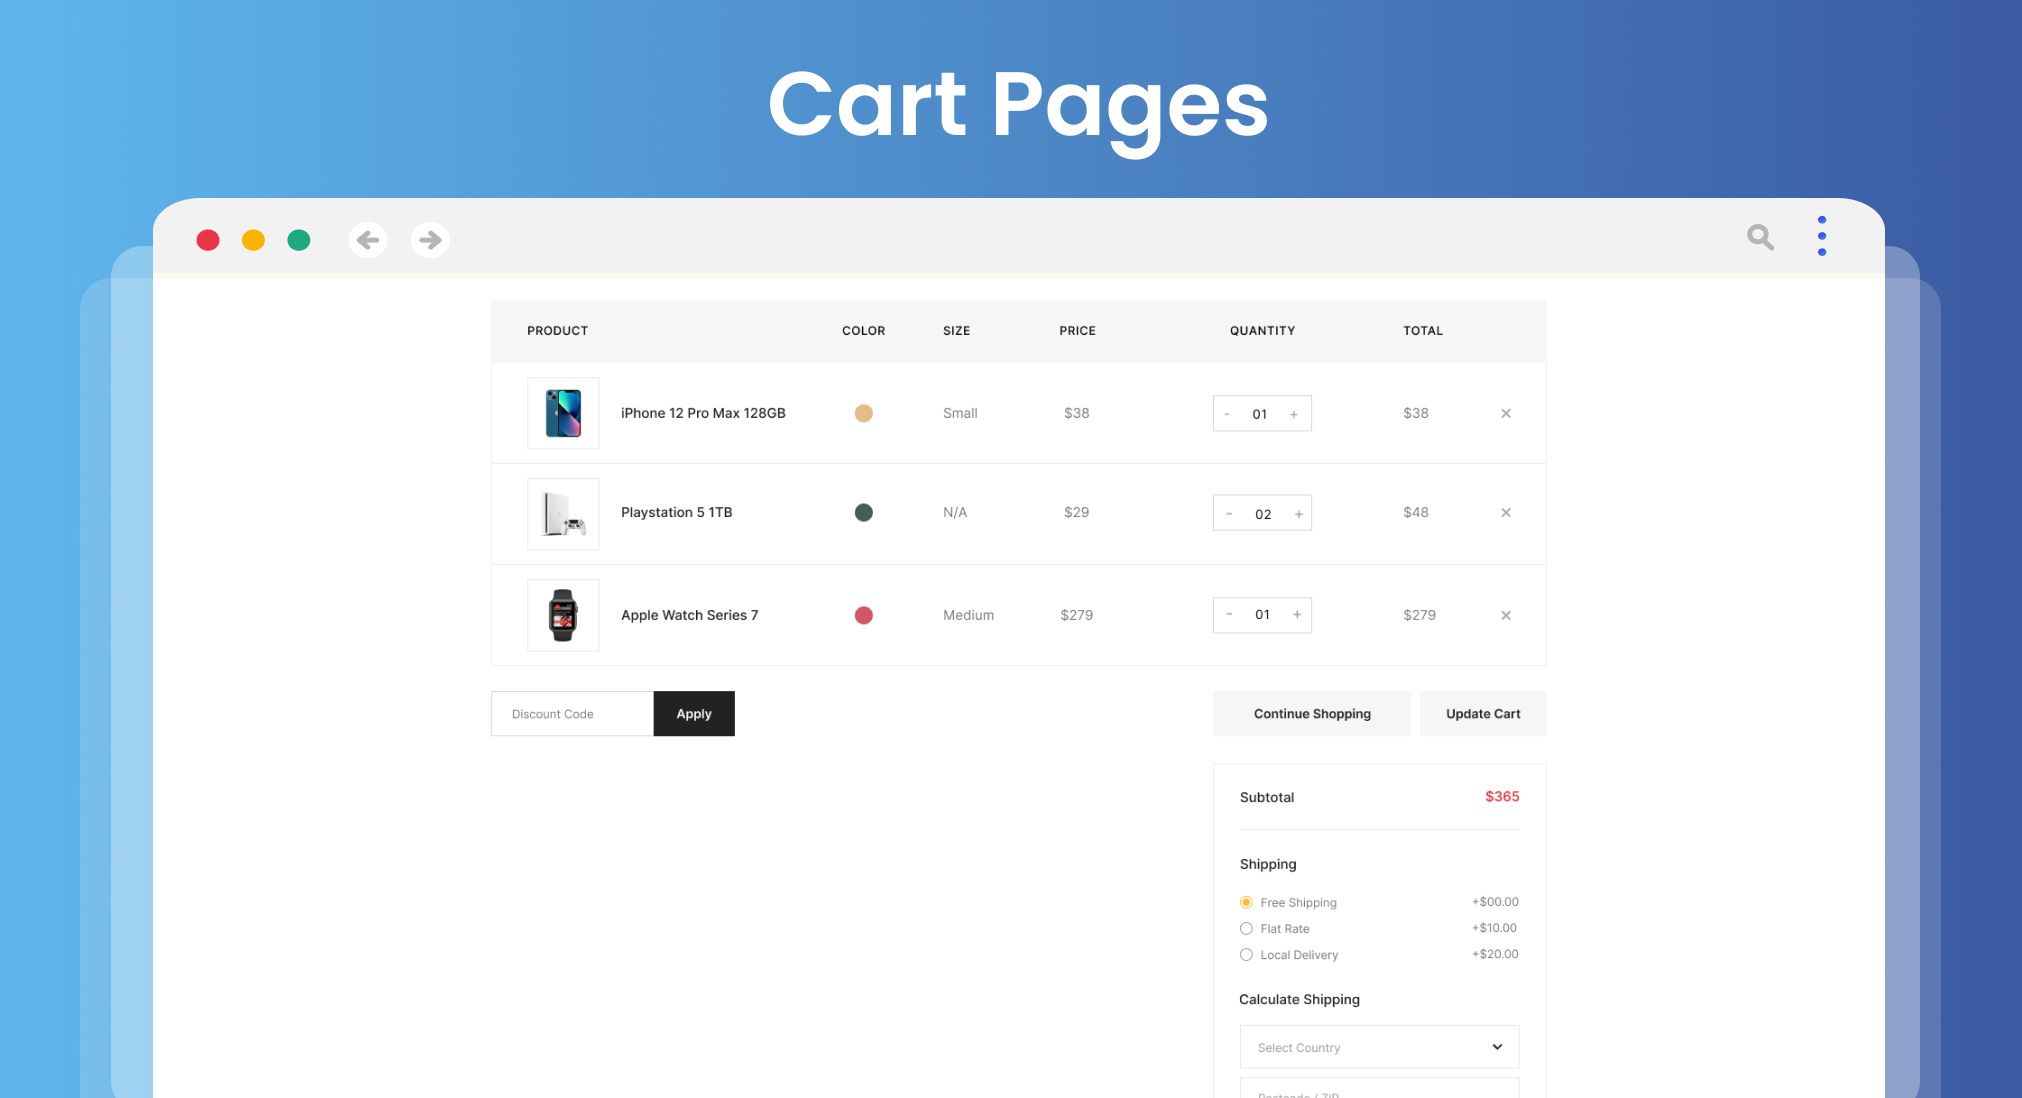 Cart Pages
PRODUCT COLOR SIZE PRICE QUANTITY TOTAL
iPhone 12 Pro Max 128GB Small $38 - 01 + $38 ×
Playstation 5 1TB N/A $29 - 02 + $48 ×
Apple Watch Series 7 Medium $279 - 01 + $279 ×
Discount Code Apply Continue Shopping Update Cart
Subtotal $365
Shipping
Free Shipping +$00.00
Flat Rate +$10.00
Local Delivery +$20.00
Calculate Shipping
Select Country
Postcode / ZIP